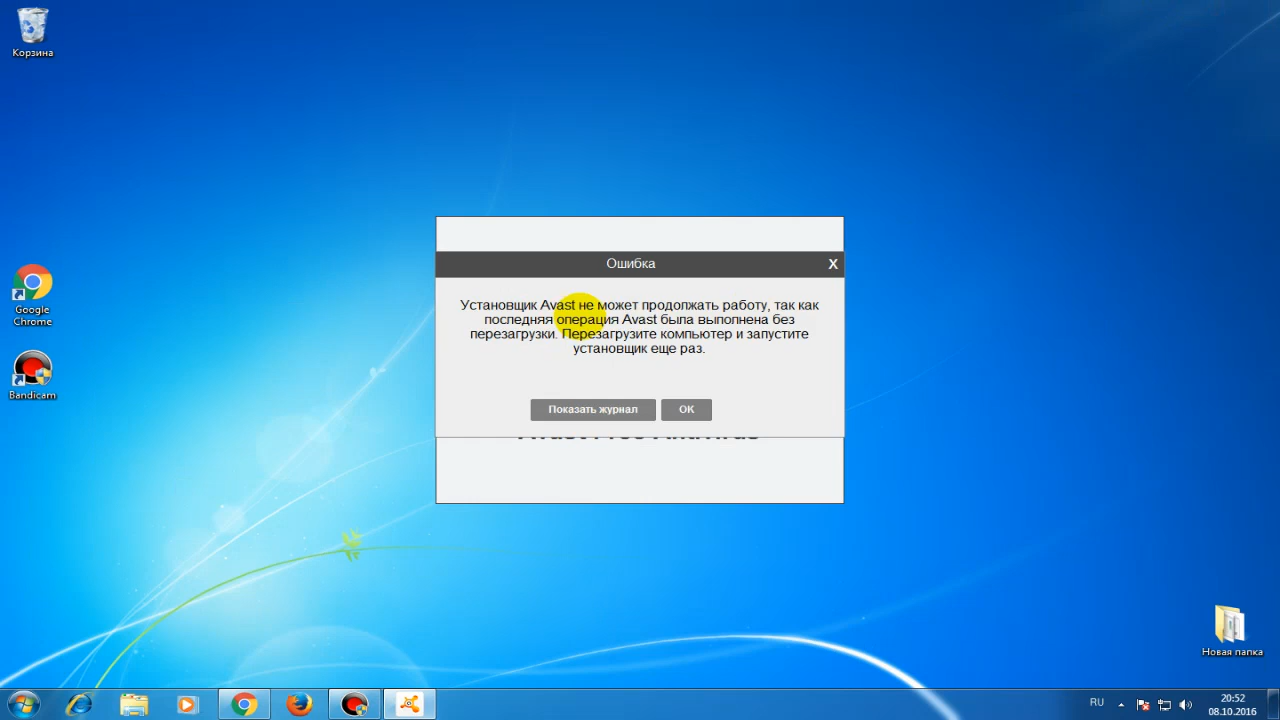 Корзина
Google
Chrome
Bandicam
Ошибка
X
Установщик Avast не может продолжать работу, так как
последняя операция Avast была выполнена без
перезагрузки. Перезагрузите компьютер и запустите
установщик еще раз.
Показать журнал
ОК
Новая папка
RU
20:52
08.10.2016